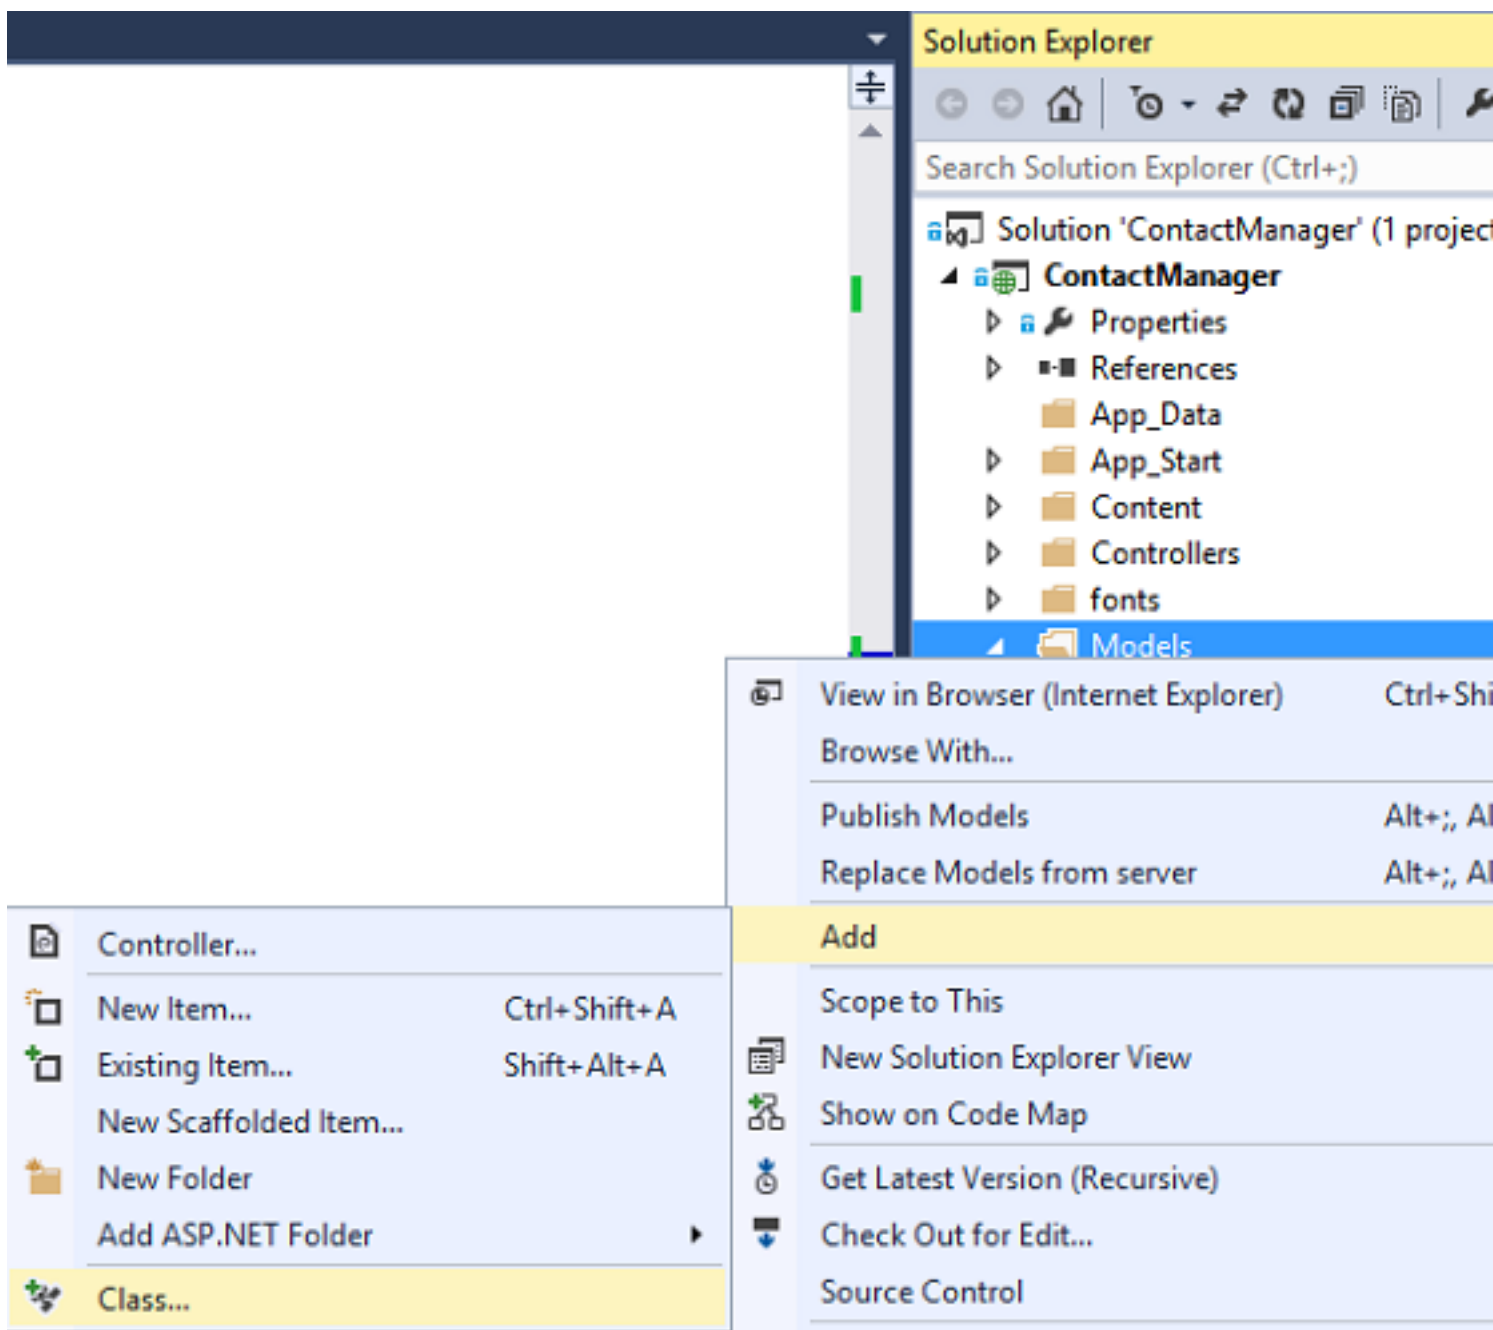 Solution Explorer
Search Solution Explorer (Ctrl+;)
Solution 'ContactManager' (1 project
ContactManager
Properties
References
App_Data
App_Start
Content
Controllers
fonts
Models
View in Browser (Internet Explorer) Ctrl+Shi
Browse With...
Publish Models Alt+;, Al
Replace Models from server Alt+;, Al
Add
Scope to This
New Solution Explorer View
Show on Code Map
Get Latest Version (Recursive)
Check Out for Edit...
Source Control
Controller...
New Item... Ctrl+Shift+A
Existing Item... Shift+Alt+A
New Scaffolded Item...
New Folder
Add ASP.NET Folder
Class...